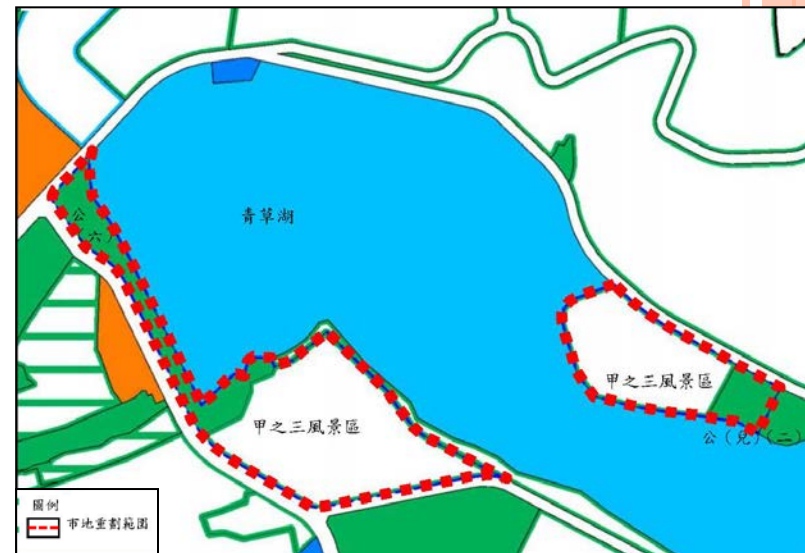 公
(六)
青草湖
甲之三風景區
甲之三風景區
公(兒)(二)
圖例
市地重劃範圍